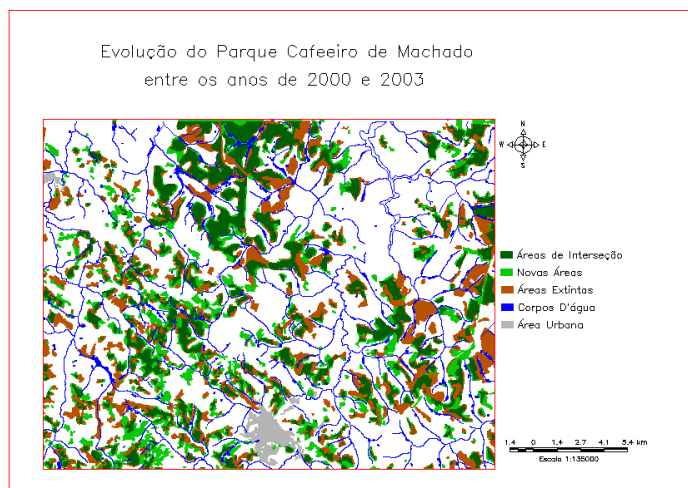 Evolução do Parque Cafeeiro de Machado
entre os anos de 2000 e 2003
N
W E
S
Áreas de Interseção
Novas Áreas
Áreas Extintas
Corpos D'água
Área Urbana
1.4 0 1.4 2.7 4.1 5.4 km
Escala 1:135000